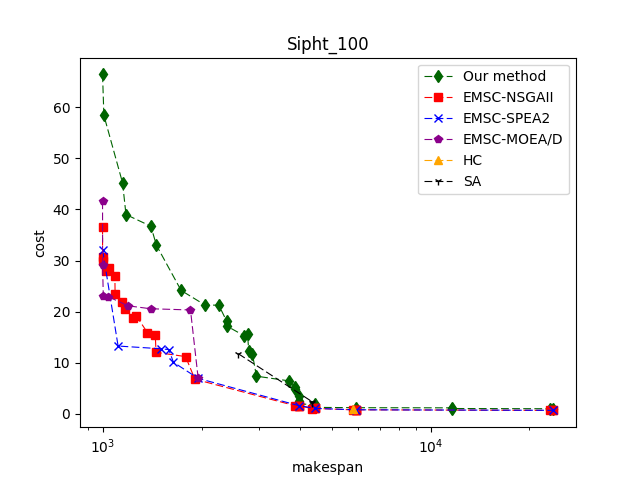 Sipht_100
Our method
EMSC-NSGAII
EMSC-SPEA2
EMSC-MOEA/D
HC
SA
60
50
40
30
20
10
0
cost
10³
10⁴
makespan